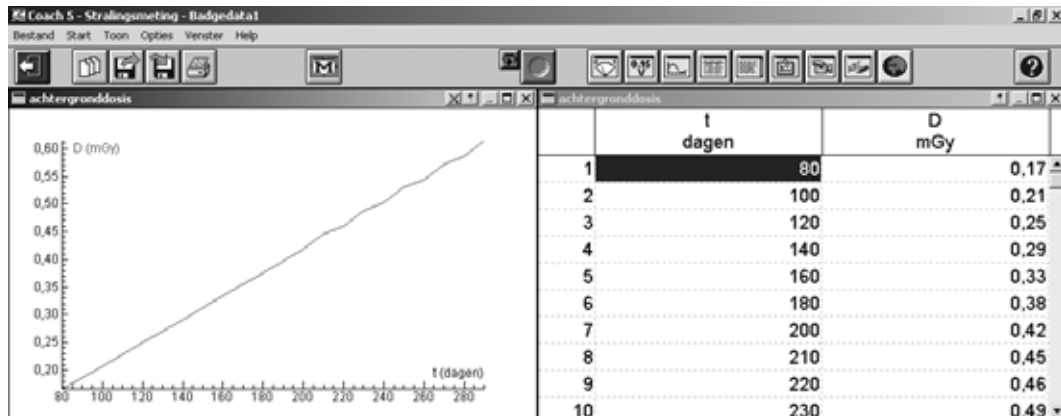 Coach 5 - Stralingsmeting - Badgedata1
Bestand Start Toon Opties Venster Help
achtergronddosis
D (mGy)
0,60
0,55
0,50
0,45
0,40
0,35
0,30
0,25
0,20
t (dagen)
80 100 120 140 160 180 200 220 240 260 280
achtergronddosis
t D
dagen mGy
1 80 0,17
2 100 0,21
3 120 0,25
4 140 0,29
5 160 0,33
6 180 0,38
7 200 0,42
8 210 0,45
9 220 0,46
10 230 0,49